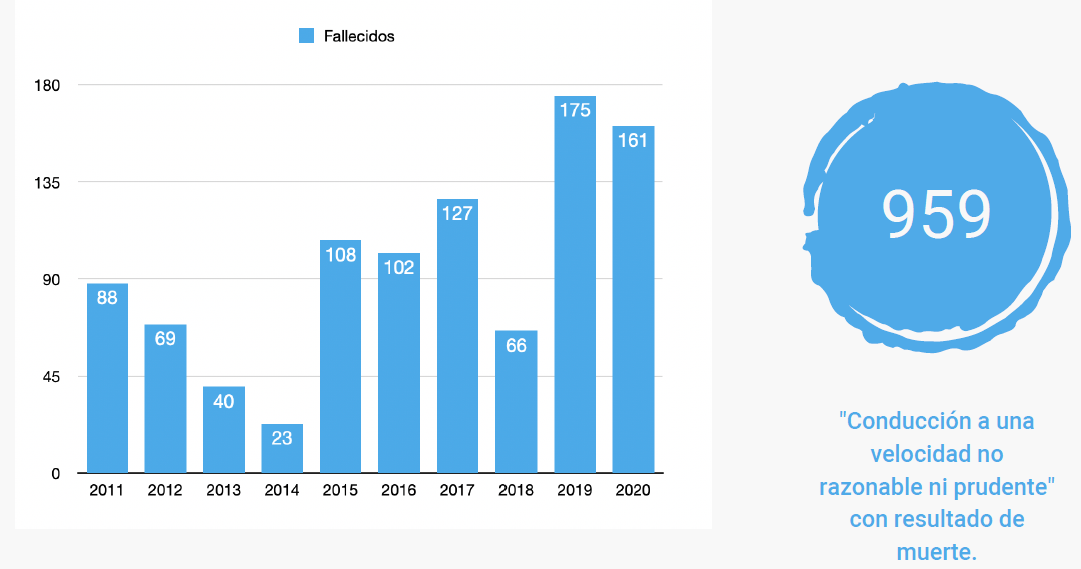 Fallecidos
180
135
90
45
0
88
69
40
23
108
102
127
66
175
161
2011 2012 2013 2014 2015 2016 2017 2018 2019 2020
959
"Conducción a una
velocidad no
razonable ni prudente"
con resultado de
muerte.